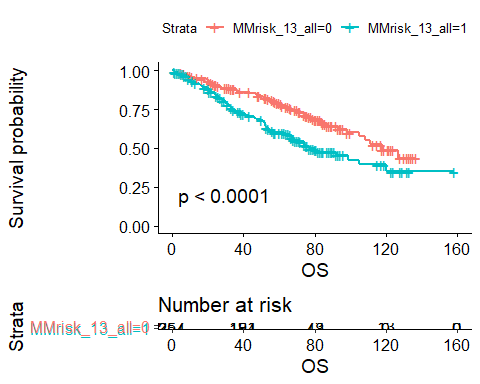 Strata MMrisk_13_all=0 MMrisk_13_all=1
Survival probability
1.00
0.75
0.50
0.25
0.00
p < 0.0001
0 40 80 120 160
OS
Number at risk
Strata
0 40 80 120 160
OS